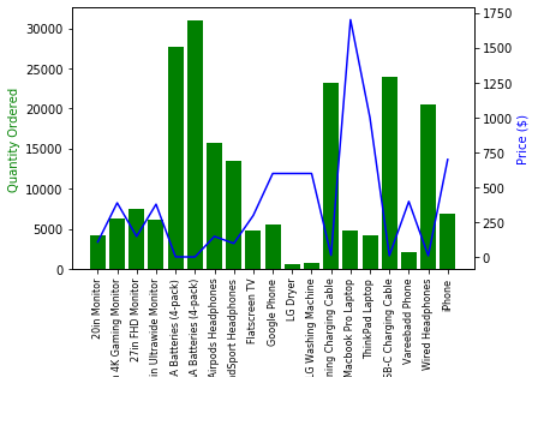 30000
25000
20000
15000
10000
5000
0
Quantity Ordered
1750
1500
1250
1000
750
500
250
0
Price ($)
20in Monitor
4K Gaming Monitor
27in FHD Monitor
in Ultrawide Monitor
A Batteries (4-pack)
A Batteries (4-pack)
Airpods Headphones
dSport Headphones
Flatscreen TV
Google Phone
LG Dryer
G Washing Machine
ning Charging Cable
Macbook Pro Laptop
ThinkPad Laptop
SB-C Charging Cable
Vareebadd Phone
Wired Headphones
iPhone